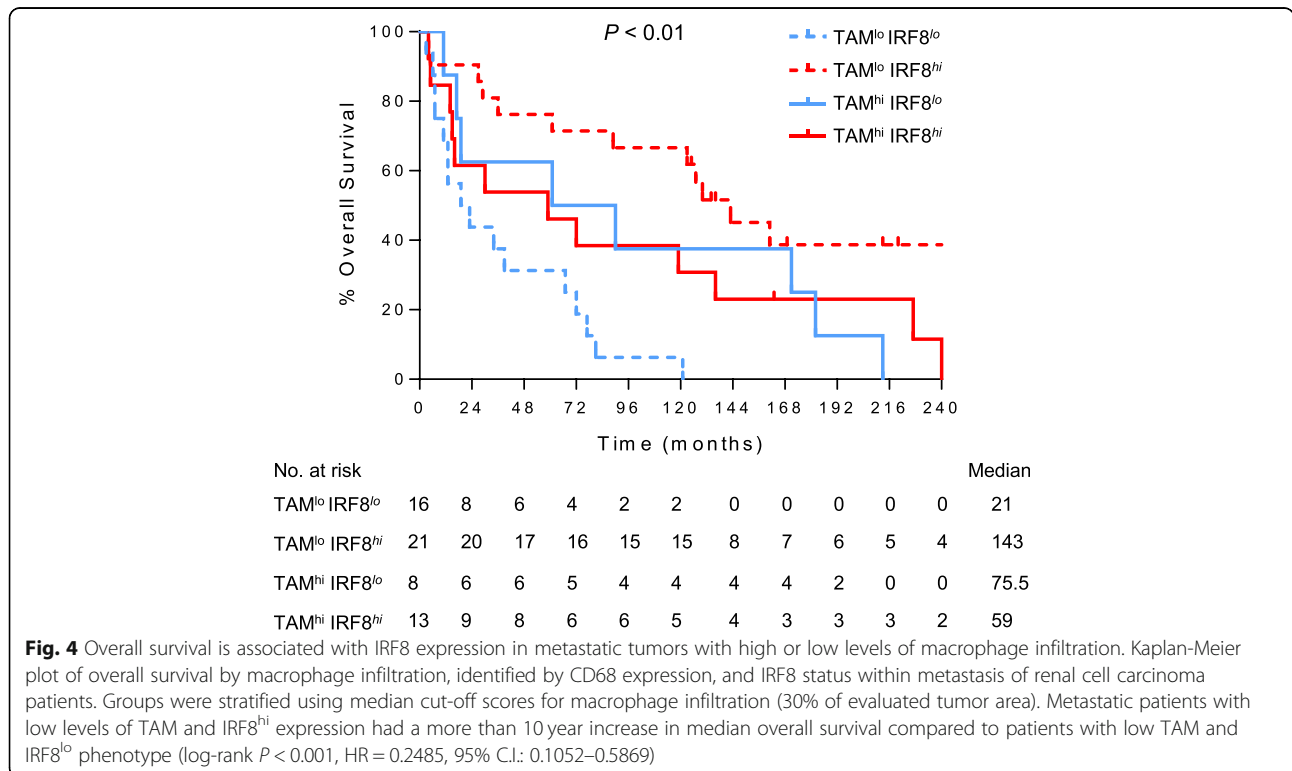 P < 0.01
TAMlo IRF8lo
TAMlo IRF8hi
TAMhi IRF8lo
TAMhi IRF8hi
100
80
60
40
20
0
% Overall Survival
0 24 48 72 96 120 144 168 192 216 240
Time (months)
No. at risk Median
TAMlo IRF8lo 16 8 6 4 2 2 0 0 0 0 0 21
TAMlo IRF8hi 21 20 17 16 15 15 8 7 6 5 4 143
TAMhi IRF8lo 8 6 6 5 4 4 4 4 2 0 0 75.5
TAMhi IRF8hi 13 9 8 6 6 5 4 3 3 3 2 59
Fig. 4 Overall survival is associated with IRF8 expression in metastatic tumors with high or low levels of macrophage infiltration. Kaplan-Meier
plot of overall survival by macrophage infiltration, identified by CD68 expression, and IRF8 status within metastasis of renal cell carcinoma
patients. Groups were stratified using median cut-off scores for macrophage infiltration (30% of evaluated tumor area). Metastatic patients with
low levels of TAM and IRF8hi expression had a more than 10 year increase in median overall survival compared to patients with low TAM and
IRF8lo phenotype (log-rank P < 0.001, HR = 0.2485, 95% C.I.: 0.1052–0.5869)